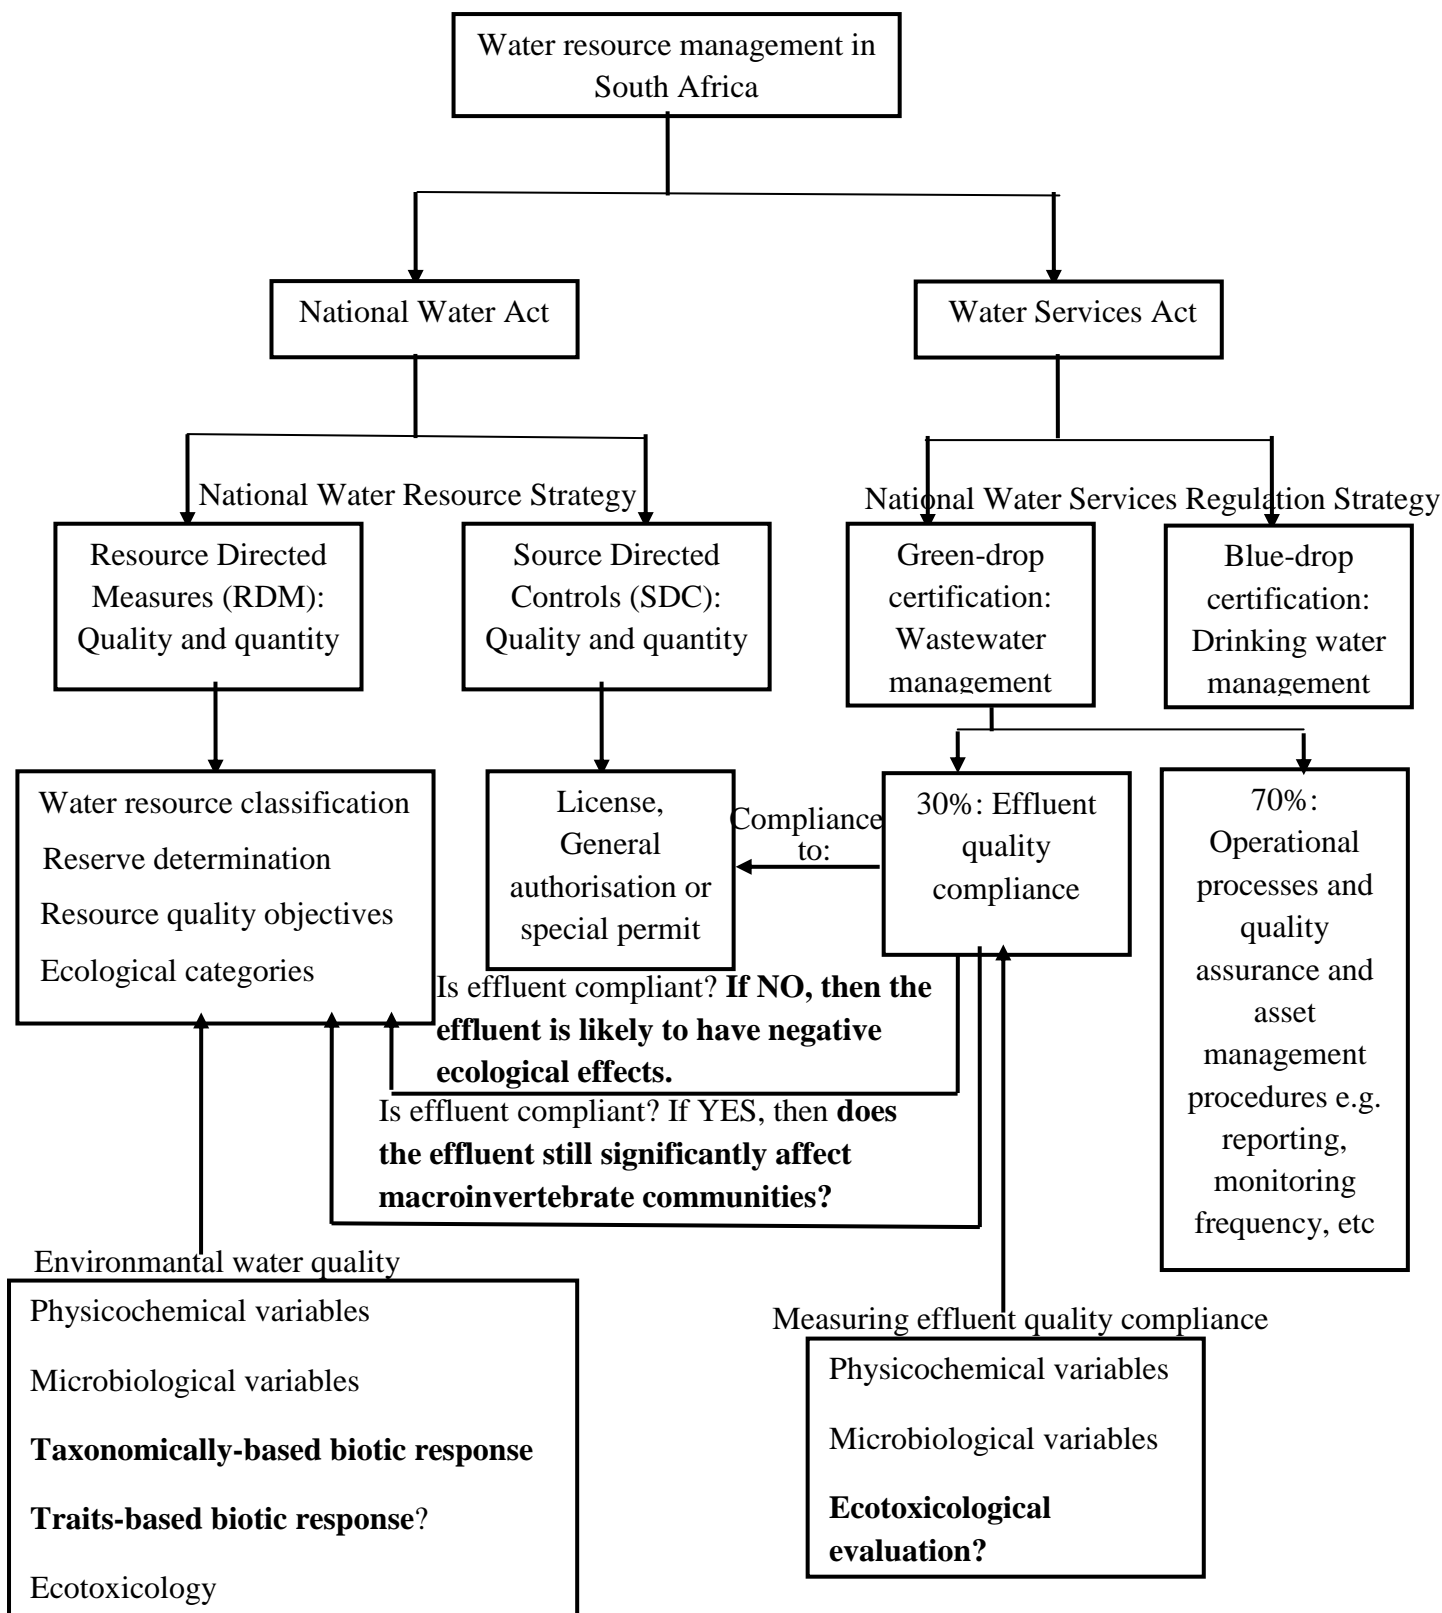 Water resource management in
South Africa
National Water Act
Water Services Act
National Water Resource Strategy
National Water Services Regulation Strategy
Resource Directed
Measures (RDM):
Quality and quantity
Source Directed
Controls (SDC):
Quality and quantity
Green-drop
certification:
Wastewater
management
Blue-drop
certification:
Drinking water
management
Water resource classification
Reserve determination
Resource quality objectives
Ecological categories
License,
General
authorisation or
special permit
Compliance
to:
30%: Effluent
quality
compliance
70%:
Operational
processes and
quality
assurance and
asset
management
procedures e.g.
reporting,
monitoring
frequency, etc
Is effluent compliant? If NO, then the
effluent is likely to have negative
ecological effects.
Is effluent compliant? If YES, then does
the effluent still significantly affect
macroinvertebrate communities?
Environmantal water quality
Physicochemical variables
Microbiological variables
Taxonomically-based biotic response
Traits-based biotic response?
Ecotoxicology
Measuring effluent quality compliance
Physicochemical variables
Microbiological variables
Ecotoxicological
evaluation?